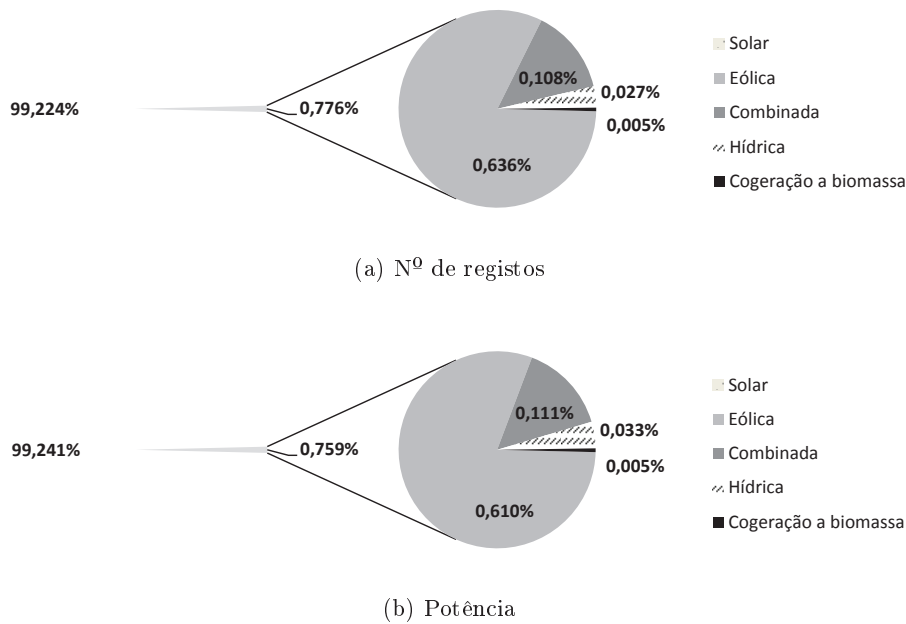 99,224%
0,776%
0,108%
0,027%
0,005%
0,636%
Solar
Eólica
Combinada
Hídrica
Cogeração a biomassa
(a) Nº de registos
99,241%
0,759%
0,111%
0,033%
0,005%
0,610%
Solar
Eólica
Combinada
Hídrica
Cogeração a biomassa
(b) Potência